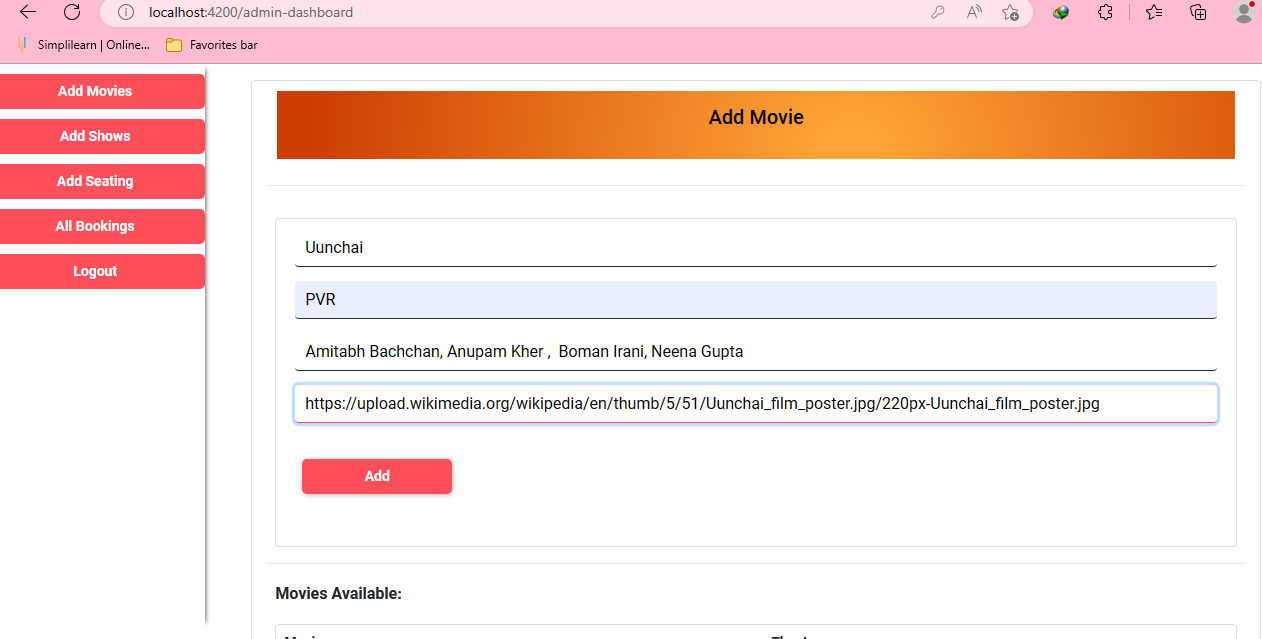 localhost:4200/admin-dashboard
Simplilearn | Online... Favorites bar
Add Movies
Add Shows
Add Seating
All Bookings
Logout
Add Movie
Uunchai
PVR
Amitabh Bachchan, Anupam Kher ,  Boman Irani, Neena Gupta
https://upload.wikimedia.org/wikipedia/en/thumb/5/51/Uunchai_film_poster.jpg/220px-Uunchai_film_poster.jpg
Add
Movies Available: